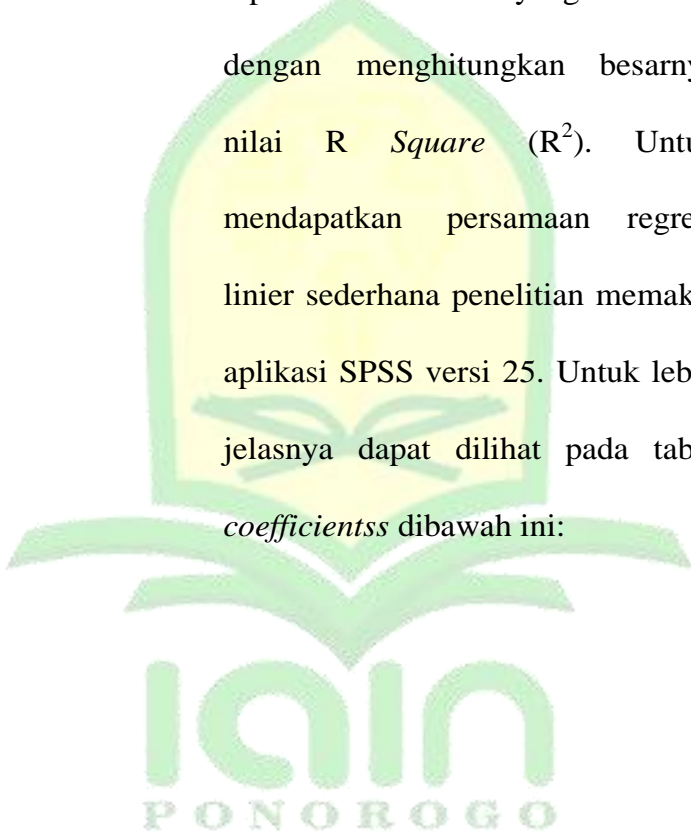 dengan menghitungkan besarny
nilai R Square (R²). Untu
mendapatkan persamaan regre
linier sederhana penelitian memak
aplikasi SPSS versi 25. Untuk leb
jelasnya dapat dilihat pada tab
coefficientss dibawah ini:
iain
PONOROGO